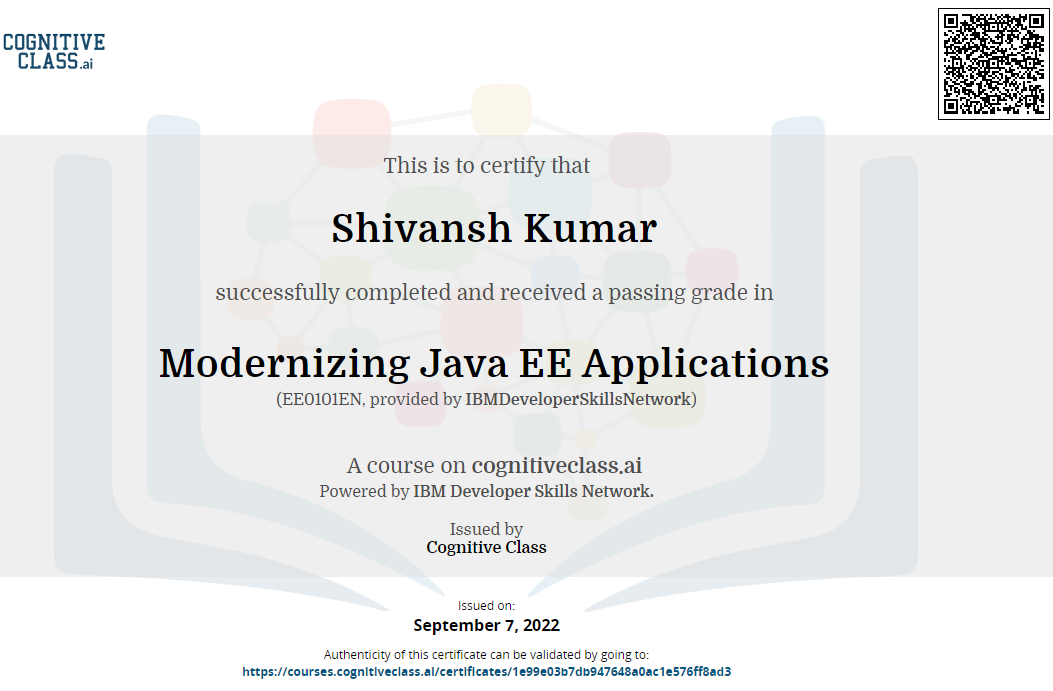 COGNITIVE
CLASS.ai
This is to certify that
Shivansh Kumar
successfully completed and received a passing grade in
Modernizing Java EE Applications
(EE0101EN, provided by IBMDeveloperSkillsNetwork)
A course on cognitiveclass.ai
Powered by IBM Developer Skills Network.
Issued by
Cognitive Class
Issued on:
September 7, 2022
Authenticity of this certificate can be validated by going to:
https://courses.cognitiveclass.ai/certificates/1e99e03b7db947648a0ac1e576ff8ad3